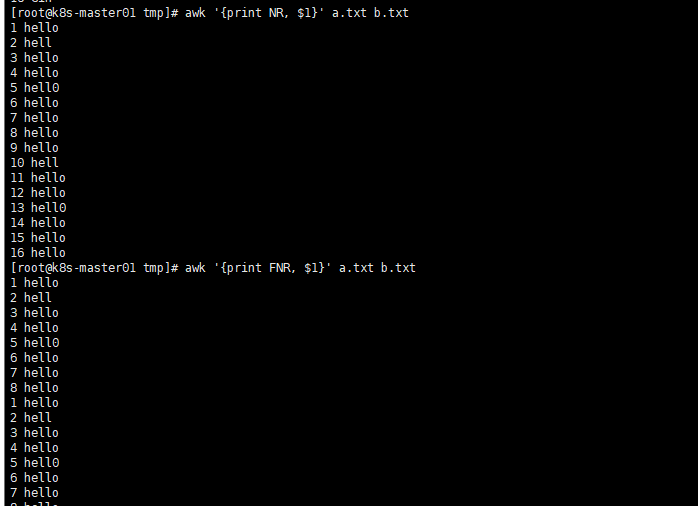 [root@k8s-master01 tmp]# awk '{print NR, $1}' a.txt b.txt
1 hello
2 hell
3 hello
4 hello
5 hell0
6 hello
7 hello
8 hello
9 hello
10 hell
11 hello
12 hello
13 hell0
14 hello
15 hello
16 hello
[root@k8s-master01 tmp]# awk '{print FNR, $1}' a.txt b.txt
1 hello
2 hell
3 hello
4 hello
5 hell0
6 hello
7 hello
8 hello
1 hello
2 hell
3 hello
4 hello
5 hell0
6 hello
7 hello